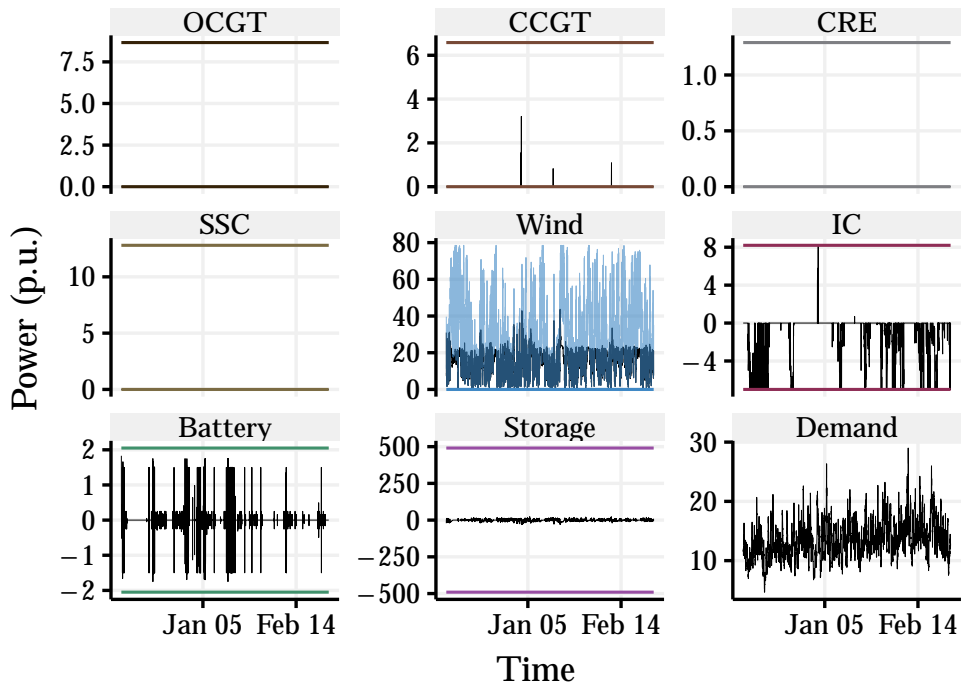 OCGT CCGT CRE
7.5 6 1.0
5.0 4 0.5
2.5 2 0.0
0.0 0
SSC Wind IC
10 80 8
5 60 4
0 40 0
20 −4
0
Power (p.u.)
Battery Storage Demand
2 500 30
1 250 20
0 0 10
−1 −250
−2 −500
Jan 05 Feb 14 Jan 05 Feb 14 Jan 05 Feb 14
Time